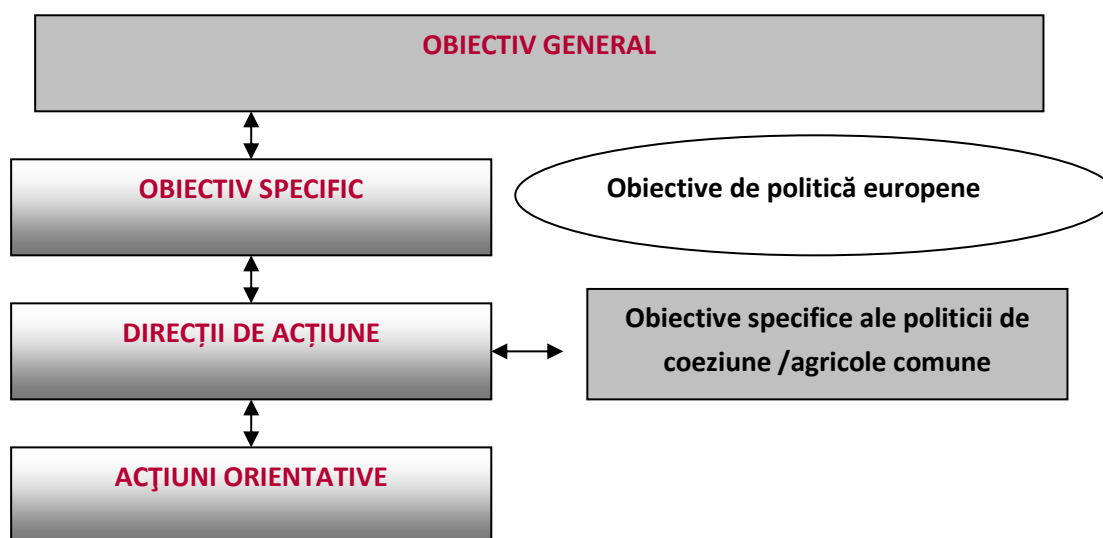 OBIECTIV GENERAL
OBIECTIV SPECIFIC
Obiective de politică europene
DIRECȚII DE ACȚIUNE
Obiective specifice ale politicii de
coeziune /agricole comune
ACŢIUNI ORIENTATIVE